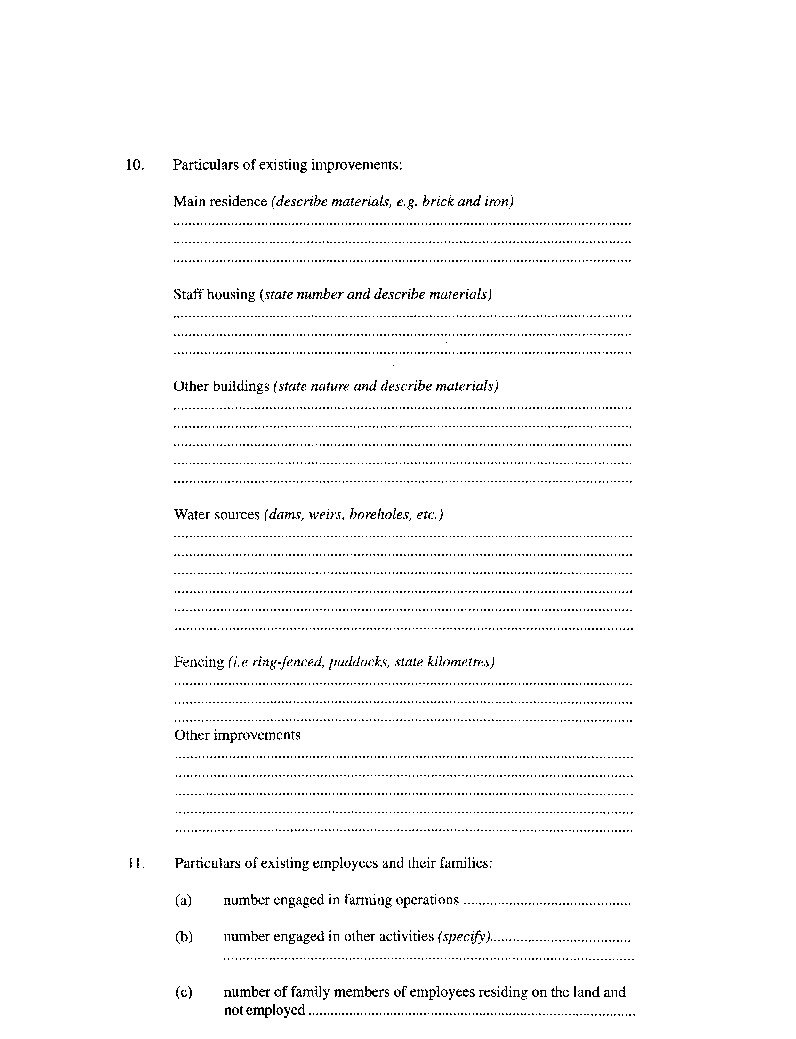 10. Particulars of existing improvements:
Main residence (describe materials, e.g. brick and iron)
..........................................................................................................................
..........................................................................................................................
..........................................................................................................................
Staff housing (state number and describe materials)
..........................................................................................................................
..........................................................................................................................
..........................................................................................................................
Other buildings (state nature and describe materials)
..........................................................................................................................
..........................................................................................................................
..........................................................................................................................
..........................................................................................................................
..........................................................................................................................
Water sources (dams, weirs, boreholes, etc.)
..........................................................................................................................
..........................................................................................................................
..........................................................................................................................
..........................................................................................................................
..........................................................................................................................
..........................................................................................................................
Fencing (i.e ring-fenced, paddocks, state kilometres)
..........................................................................................................................
..........................................................................................................................
..........................................................................................................................
Other improvements
..........................................................................................................................
..........................................................................................................................
..........................................................................................................................
..........................................................................................................................
..........................................................................................................................
11. Particulars of existing employees and their families:
(a) number engaged in farming operations ............................................
(b) number engaged in other activities (specify).....................................
..............................................................................................................
(c) number of family members of employees residing on the land and
not employed .......................................................................................